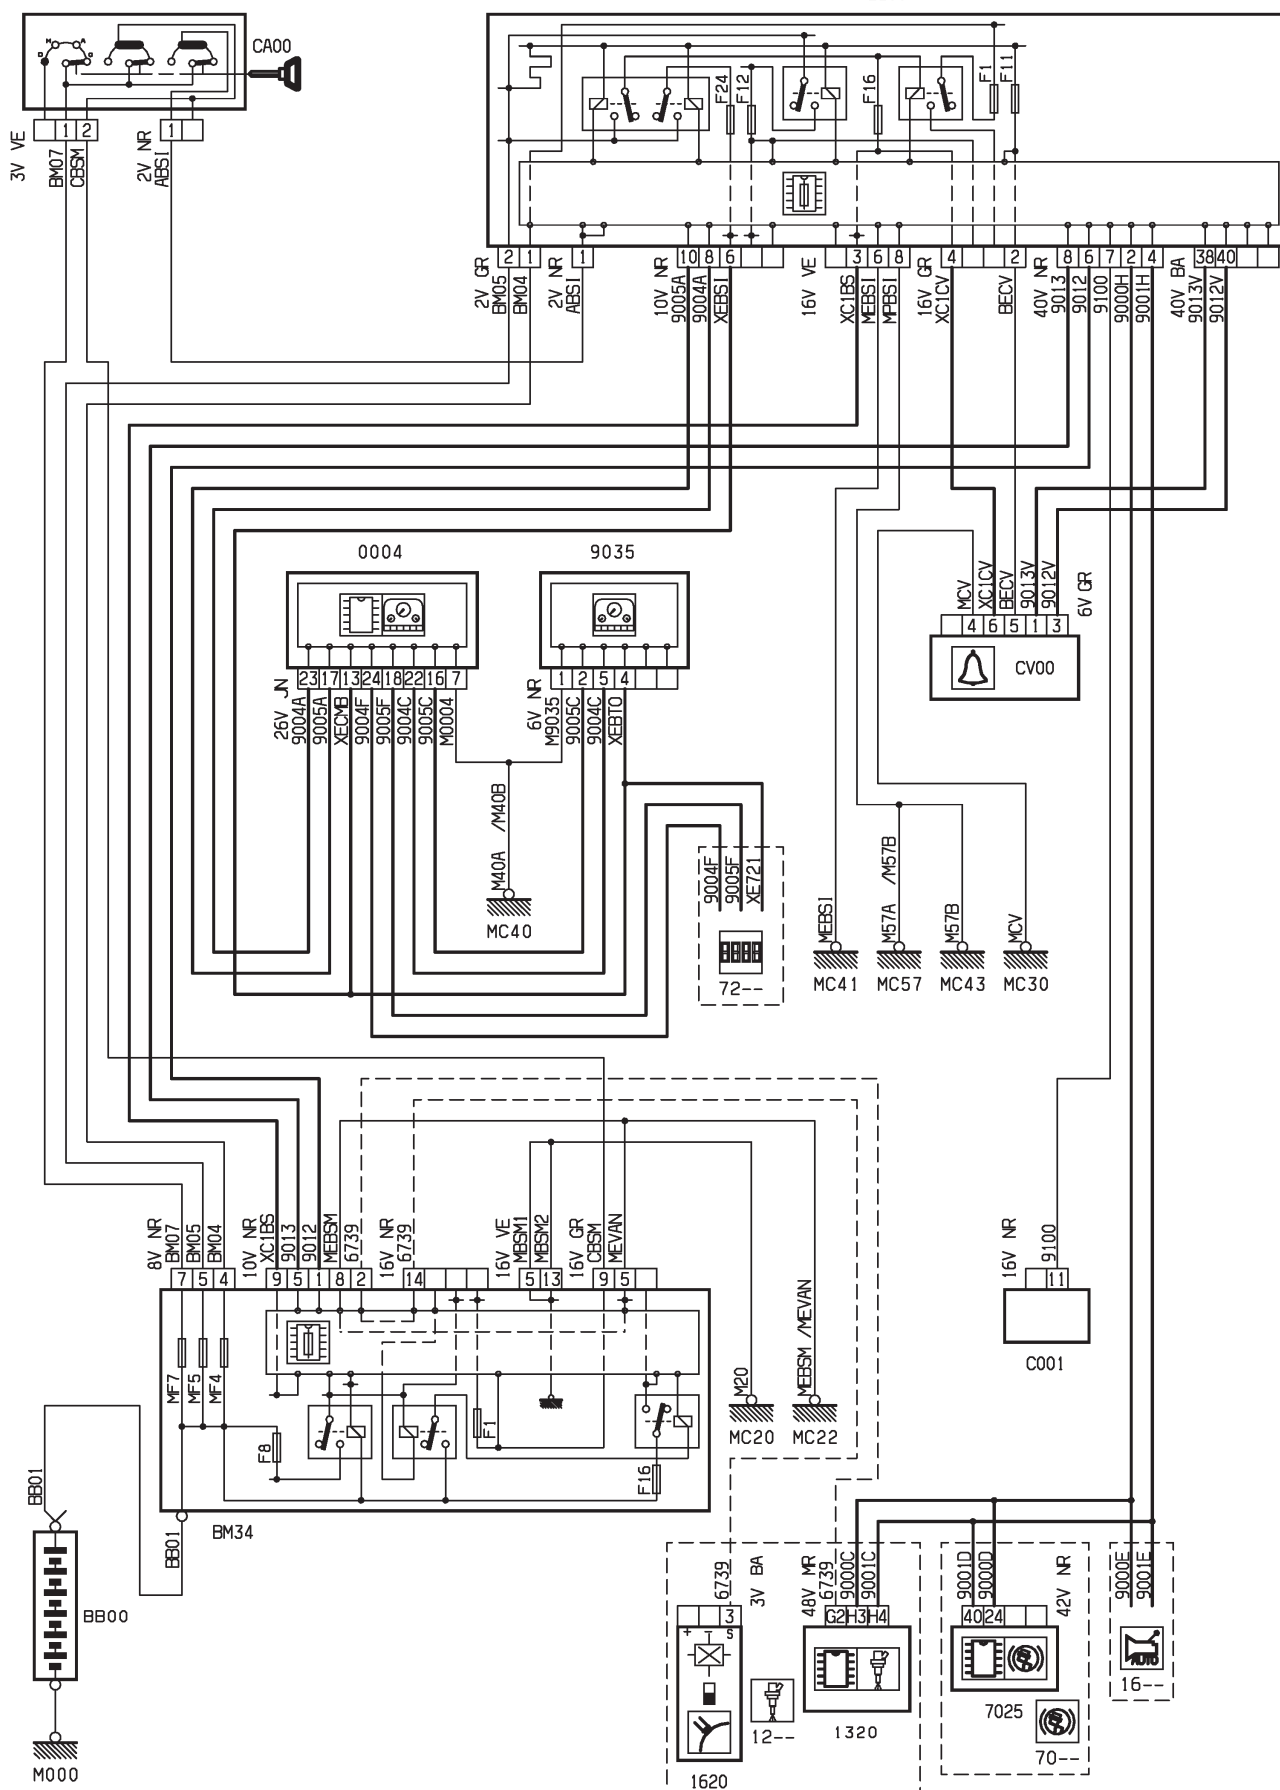 CA00
M A
D G
1 2
1
3V VE
BM07
CBSM
2V NR
ABSI
F24
F12
F16
F1
F11
2 1
1
10 8 6
3 6 8
4
2
8 6 7 2 4
38 40
2V GR
BM05
BM04
2V NR
ABSI
10V NR
9005A
9004A
XEBSI
16V VE
XC1BS
MEBSI
MPBSI
16V GR
XC1CV
BECV
40V NR
9013
9012
9100
9000H
9001H
40V BA
9013V
9012V
0004
9035
23 17 13 24 18 22 16 7
26V JN
9004A
9005A
XECMB
9004F
9005F
9004C
9005C
M0004
1 2 5 4
6V NR
M9035
9005C
9004C
XEBTO
MCV
XC1CV
BECV
9013V
9012V
6V GR
4 6 5 1 3
CV00
M40A /M40B
MC40
9004F
9005F
XE721
72--
MEBSI
MC41
M57A /M57B
MC57
M57B
MC43
MCV
MC30
8V NR
BM07
BM05
BM04
10V NR
XC1BS
9013
9012
MEBSM
6739
16V NR
6739
16V VE
MBSM1
MBSM2
16V GR
CBSM
MEVAN
7 5 4
9 5 1 8 2
14
5 13
9 5
MF7
MF5
MF4
F8
F1
F16
BM34
M20
MC20
MEBSM /MEVAN
MC22
16V NR
9100
11
C001
BB01
BB01
BB00
M000
6739
3V BA
3
+ - S
1620
12--
48V MR
6739
9000C
9001C
G2 H3 H4
1320
9001D
9000D
42V NR
40 24
7025
70--
9000E
9001E
AUTO
16--